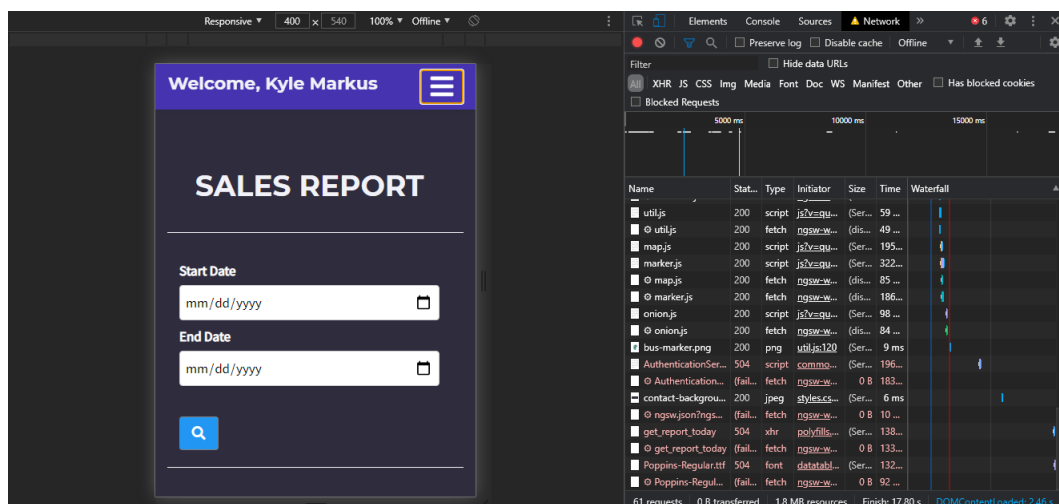 Responsive ▼ 400 x 540 100% ▼ Offline ▼
Elements Console Sources Network » 6
Preserve log Disable cache Offline ▼
Filter Hide data URLs
All XHR JS CSS Img Media Font Doc WS Manifest Other Has blocked cookies
Blocked Requests
5000 ms 10000 ms 15000 ms
Welcome, Kyle Markus
SALES REPORT
Start Date
mm/dd/yyyy
End Date
mm/dd/yyyy
Name Stat... Type Initiator Size Time Waterfall
util.js 200 script js?v=qu... (Ser... 59 ...
util.js 200 fetch ngsw-w... (dis... 49 ...
map.js 200 script js?v=qu... (Ser... 195...
marker.js 200 script js?v=qu... (Ser... 322...
map.js 200 fetch ngsw-w... (dis... 85 ...
marker.js 200 fetch ngsw-w... (dis... 186...
onion.js 200 script js?v=qu... (Ser... 98 ...
onion.js 200 fetch ngsw-w... (dis... 84 ...
bus-marker.png 200 png util.js:120 (Ser... 9 ms
AuthenticationSer... 504 script commo... (Ser... 196...
Authentication... (fail... fetch ngsw-w... 0 B 183...
contact-backgrou... 200 jpeg styles.cs... (Ser... 6 ms
ngsw.json?ngs... (fail... fetch ngsw-w... 0 B 10 ...
get_report_today 504 xhr polyfills.... (Ser... 138...
get_report_today (fail... fetch ngsw-w... 0 B 133...
Poppins-Regular.ttf 504 font datatabl... (Ser... 132...
Poppins-Regul... (fail... fetch ngsw-w... 0 B 92 ...
61 requests 0 B transferred 1.8 MB resources Finish: 17.80 s DOMContentLoaded: 2.46 s